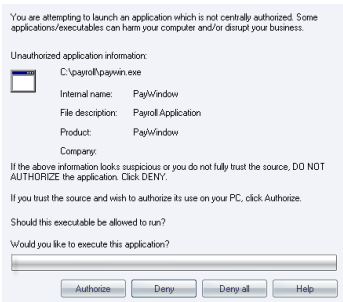 You are attempting to launch an application which is not centrally authorized. Some
applications/executables can harm your computer and/or disrupt your business.
Unauthorized application information:
C:\payroll\paywin.exe
Internal name: PayWindow
File description: Payroll Application
Product: PayWindow
Company:
If the above information looks suspicious or you do not fully trust the source, DO NOT
AUTHORIZE the application. Click DENY.
If you trust the source and wish to authorize its use on your PC, click Authorize.
Should this executable be allowed to run?
Would you like to execute this application?
Authorize Deny Deny all Help